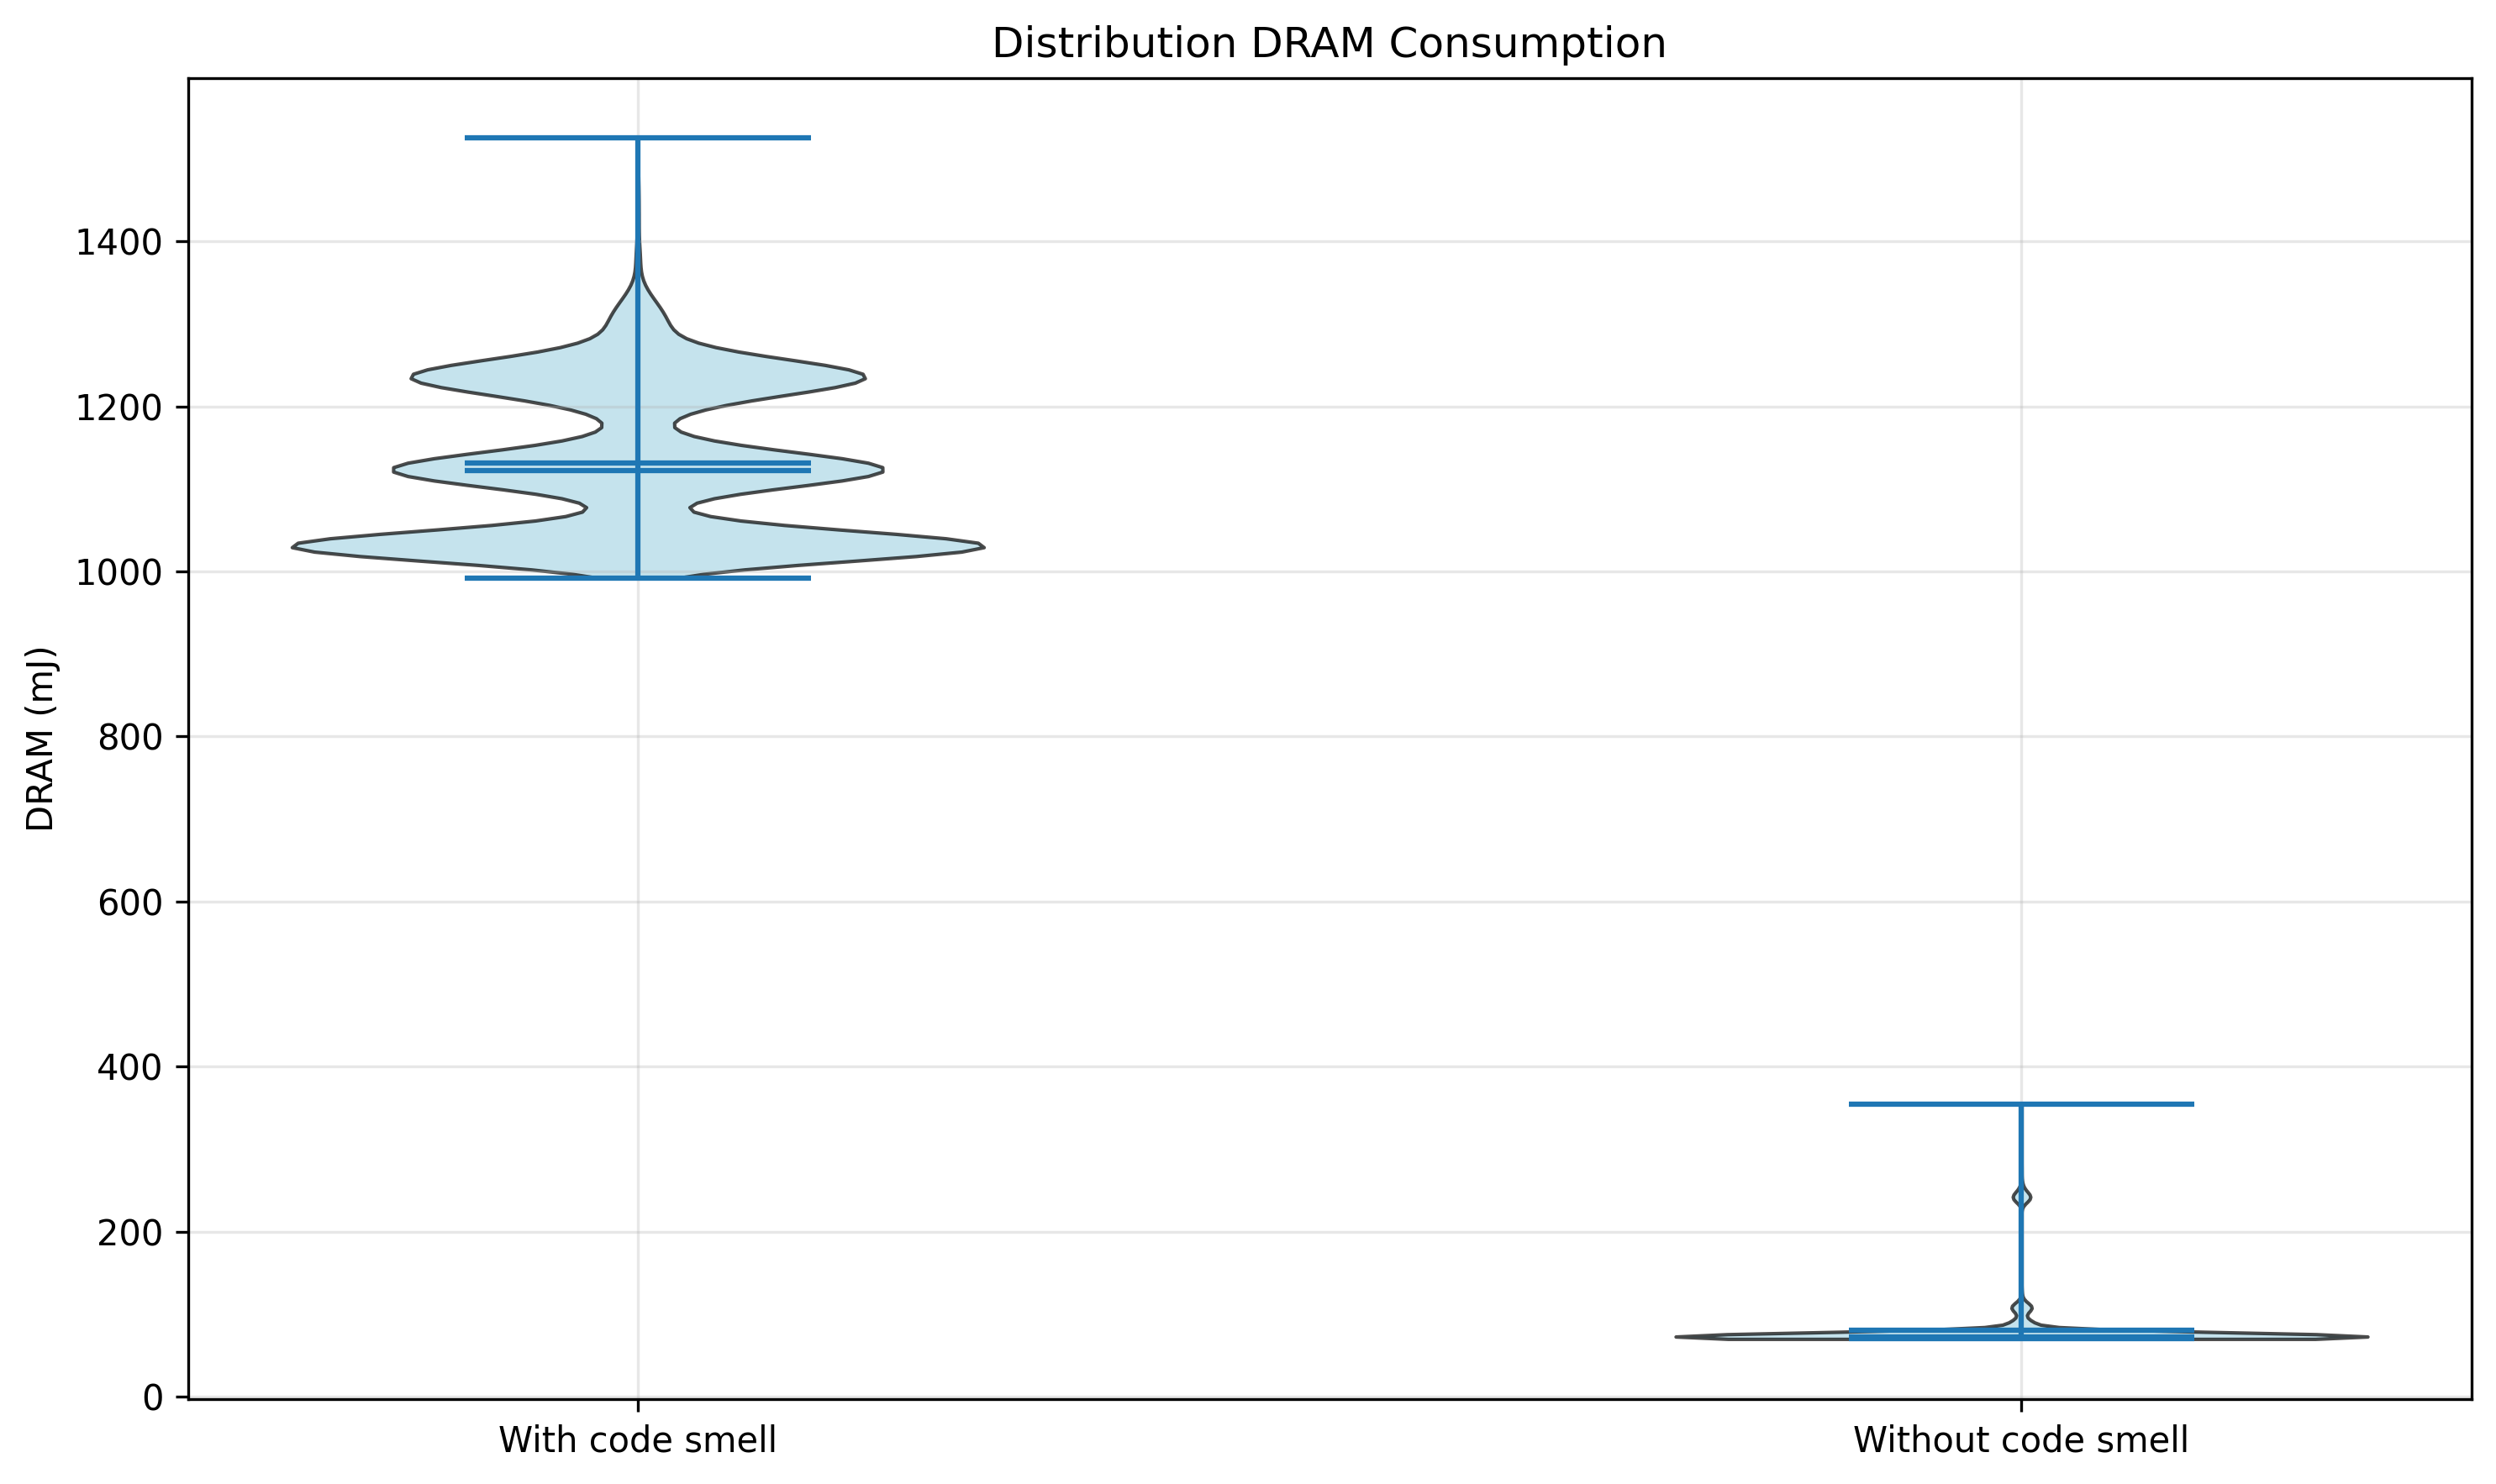 Distribution DRAM Consumption
DRAM (mJ)
1400
1200
1000
800
600
400
200
0
With code smell
Without code smell